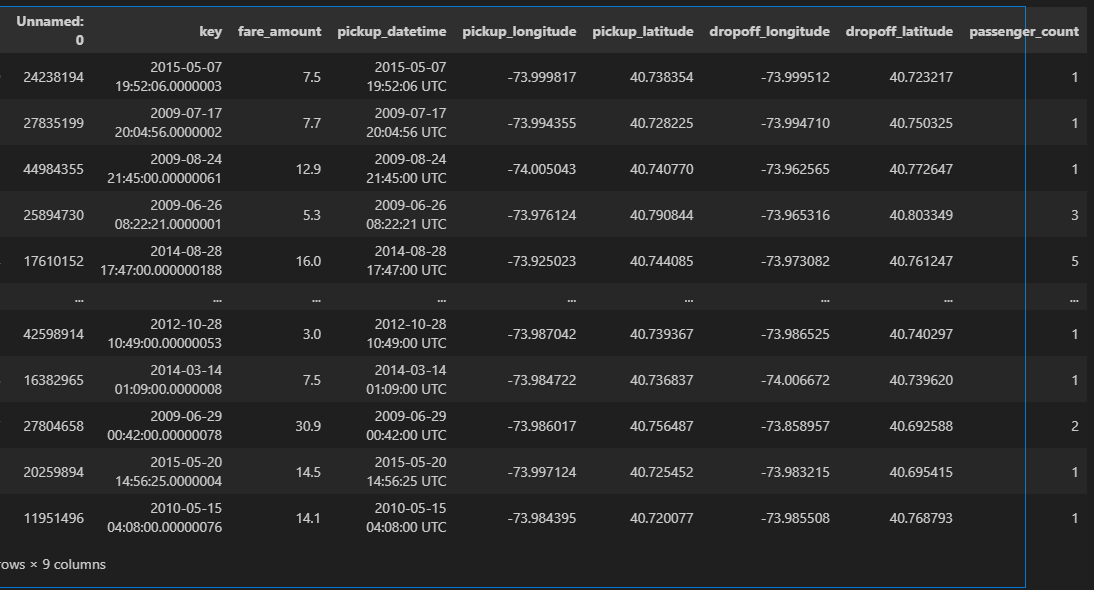 Unnamed: 0 key fare_amount pickup_datetime pickup_longitude pickup_latitude dropoff_longitude dropoff_latitude passenger_count
24238194 2015-05-07 19:52:06.0000003 7.5 2015-05-07 19:52:06 UTC -73.999817 40.738354 -73.999512 40.723217 1
27835199 2009-07-17 20:04:56.0000002 7.7 2009-07-17 20:04:56 UTC -73.994355 40.728225 -73.994710 40.750325 1
44984355 2009-08-24 21:45:00.00000061 12.9 2009-08-24 21:45:00 UTC -74.005043 40.740770 -73.962565 40.772647 1
25894730 2009-06-26 08:22:21.0000001 5.3 2009-06-26 08:22:21 UTC -73.976124 40.790844 -73.965316 40.803349 3
17610152 2014-08-28 17:47:00.000000188 16.0 2014-08-28 17:47:00 UTC -73.925023 40.744085 -73.973082 40.761247 5
... ... ... ... ... ... ... ... ...
42598914 2012-10-28 10:49:00.00000053 3.0 2012-10-28 10:49:00 UTC -73.987042 40.739367 -73.986525 40.740297 1
16382965 2014-03-14 01:09:00.0000008 7.5 2014-03-14 01:09:00 UTC -73.984722 40.736837 -74.006672 40.739620 1
27804658 2009-06-29 00:42:00.00000078 30.9 2009-06-29 00:42:00 UTC -73.986017 40.756487 -73.858957 40.692588 2
20259894 2015-05-20 14:56:25.0000004 14.5 2015-05-20 14:56:25 UTC -73.997124 40.725452 -73.983215 40.695415 1
11951496 2010-05-15 04:08:00.00000076 14.1 2010-05-15 04:08:00 UTC -73.984395 40.720077 -73.985508 40.768793 1
ows × 9 columns